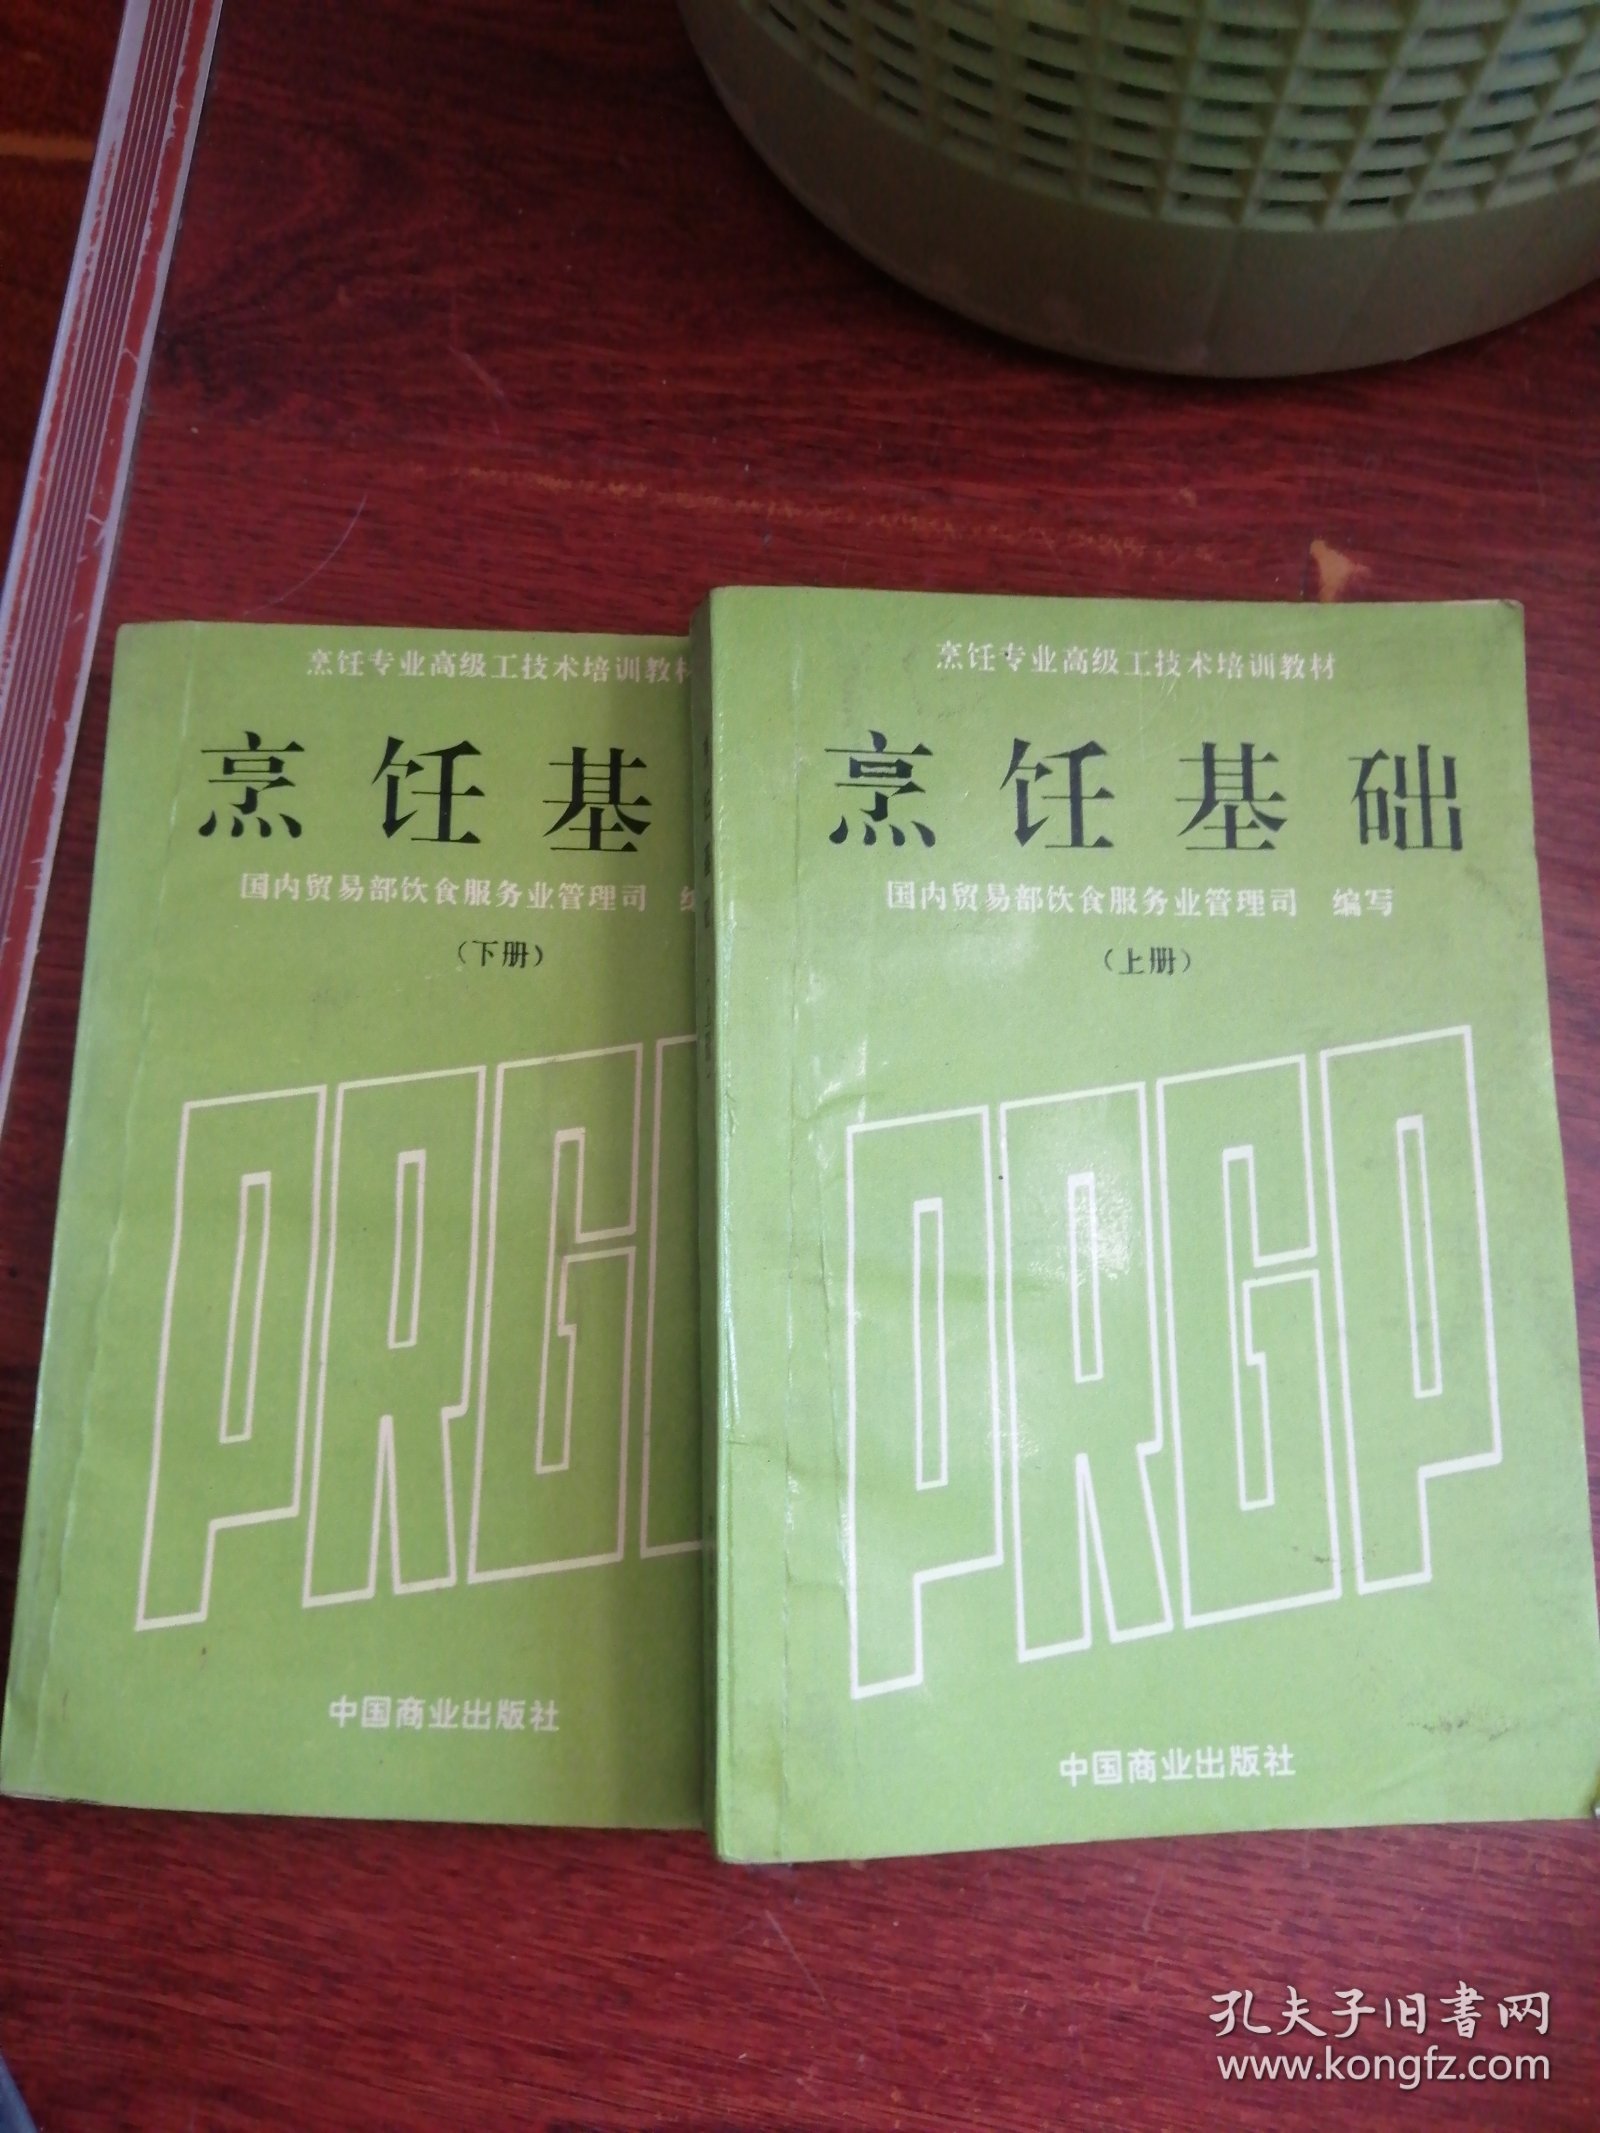 烹饪专业高级工技术培训教材
烹饪基
国内贸易部饮食服务业管理司
（下册）
PRG
中国商业出版社
烹饪专业高级工技术培训教材
烹饪基础
国内贸易部饮食服务业管理司 编写
（上册）
PRGP
中国商业出版社
孔夫子旧书网
www.kongfz.com